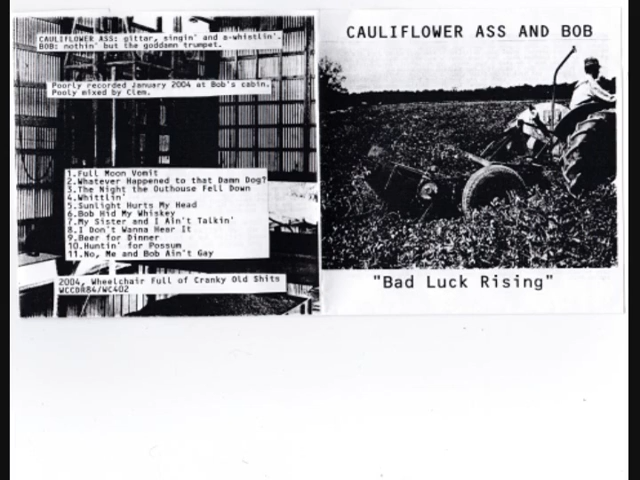 CAULIFLOWER ASS: gittar, singin' and a-whistlin'.
BOB: nothin' but the goddamn trumpet.
Poorly recorded January 2004 at Bob's cabin.
Pooly mixed by Clem.
1.Full Moon Vomit
2.Whatever Happened to that Damn Dog?
3.The Night the Outhouse Fell Down
4.Whittlin'
5.Sunlight Hurts My Head
6.Bob Hid My Whiskey
7.My Sister and I Ain't Talkin'
8.I Don't Wanna Hear It
9.Beer for Dinner
10.Huntin' for Possum
11.No, Me and Bob Ain't Gay
2004, Wheelchair Full of Cranky Old Shits
WCCDR84/WC402
CAULIFLOWER ASS AND BOB
"Bad Luck Rising"